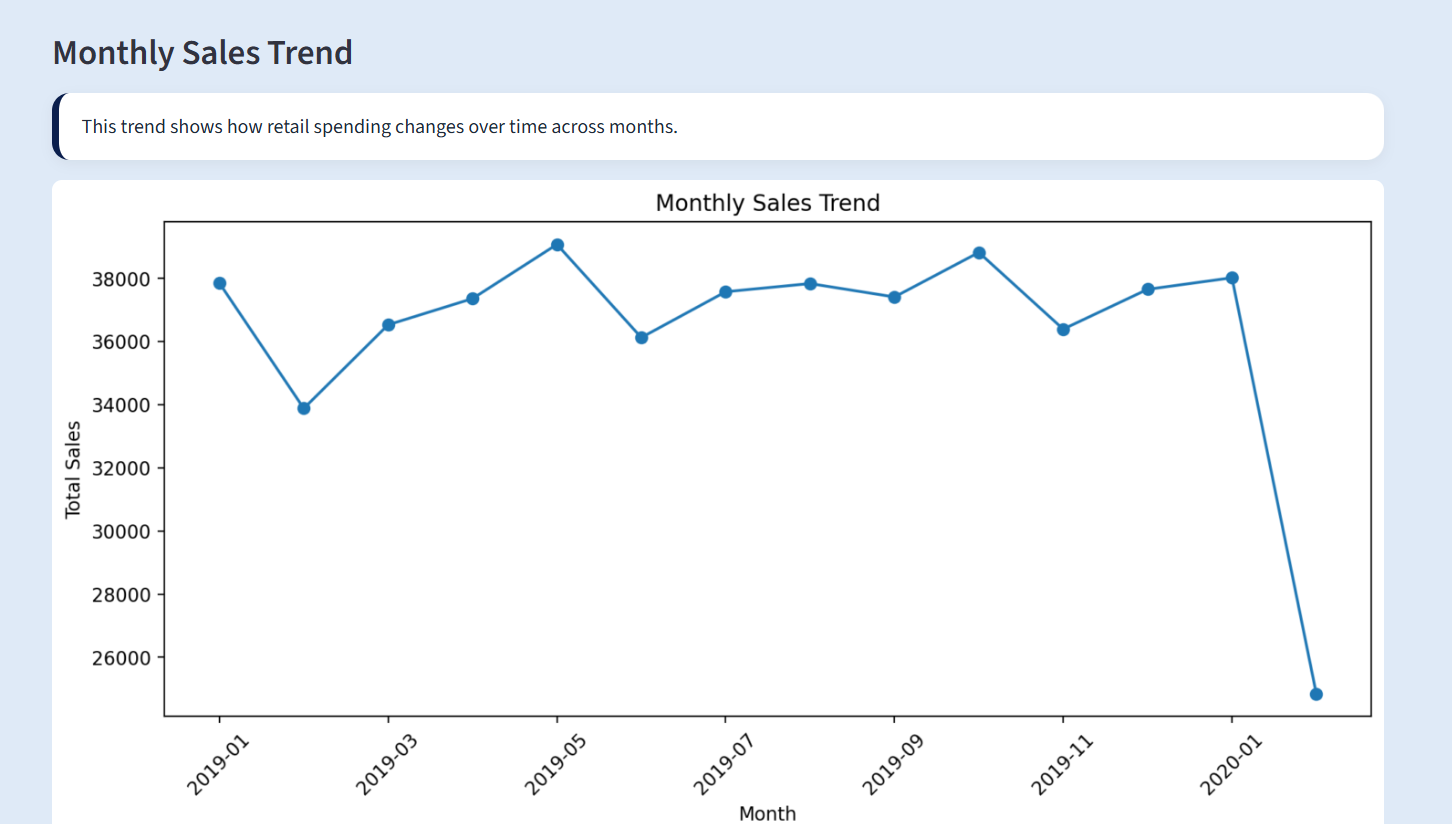 Monthly Sales Trend
This trend shows how retail spending changes over time across months.
Monthly Sales Trend
38000
36000
34000
32000
30000
28000
26000
Total Sales
2019-01
2019-03
2019-05
2019-07
2019-09
2019-11
2020-01
Month